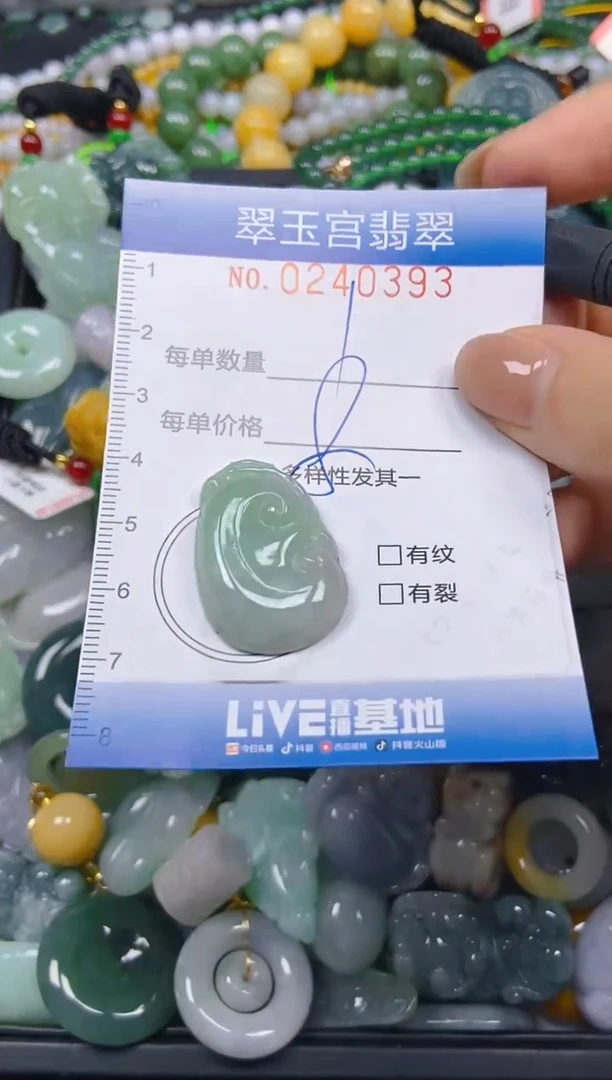 翠玉宫翡翠
NO. 0240393
1
2
每单数量
3
每单价格
4
多样性发其一
5
□有纹
6
□有裂
7
LiVE直播基地
8
今日头条 抖音 西瓜视频 抖音火山版